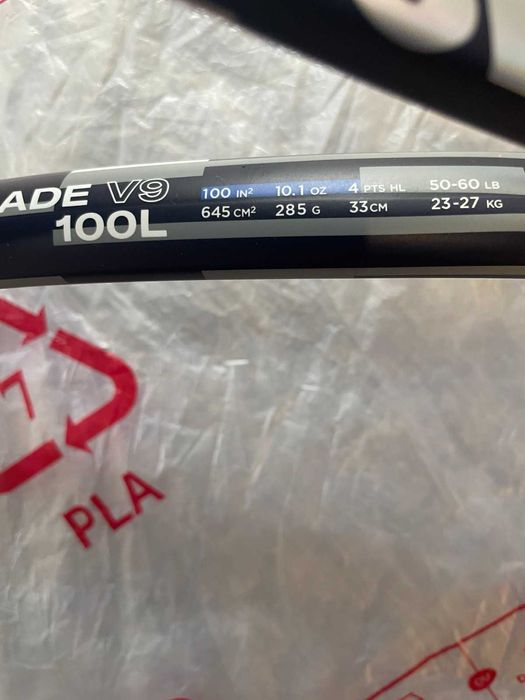 ADE V9
100L
100 IN² 10.1 OZ 4 PTS HL 50-60 LB
645 CM² 285 G 33CM 23-27 KG
7
PLA